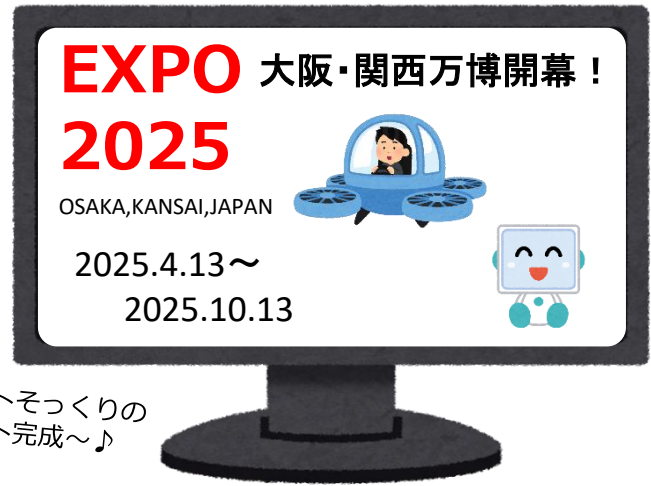 EXPO
2025
大阪・関西万博開幕！
OSAKA,KANSAI,JAPAN
2025.4.13～
2025.10.13
そっくりの
完成～♪